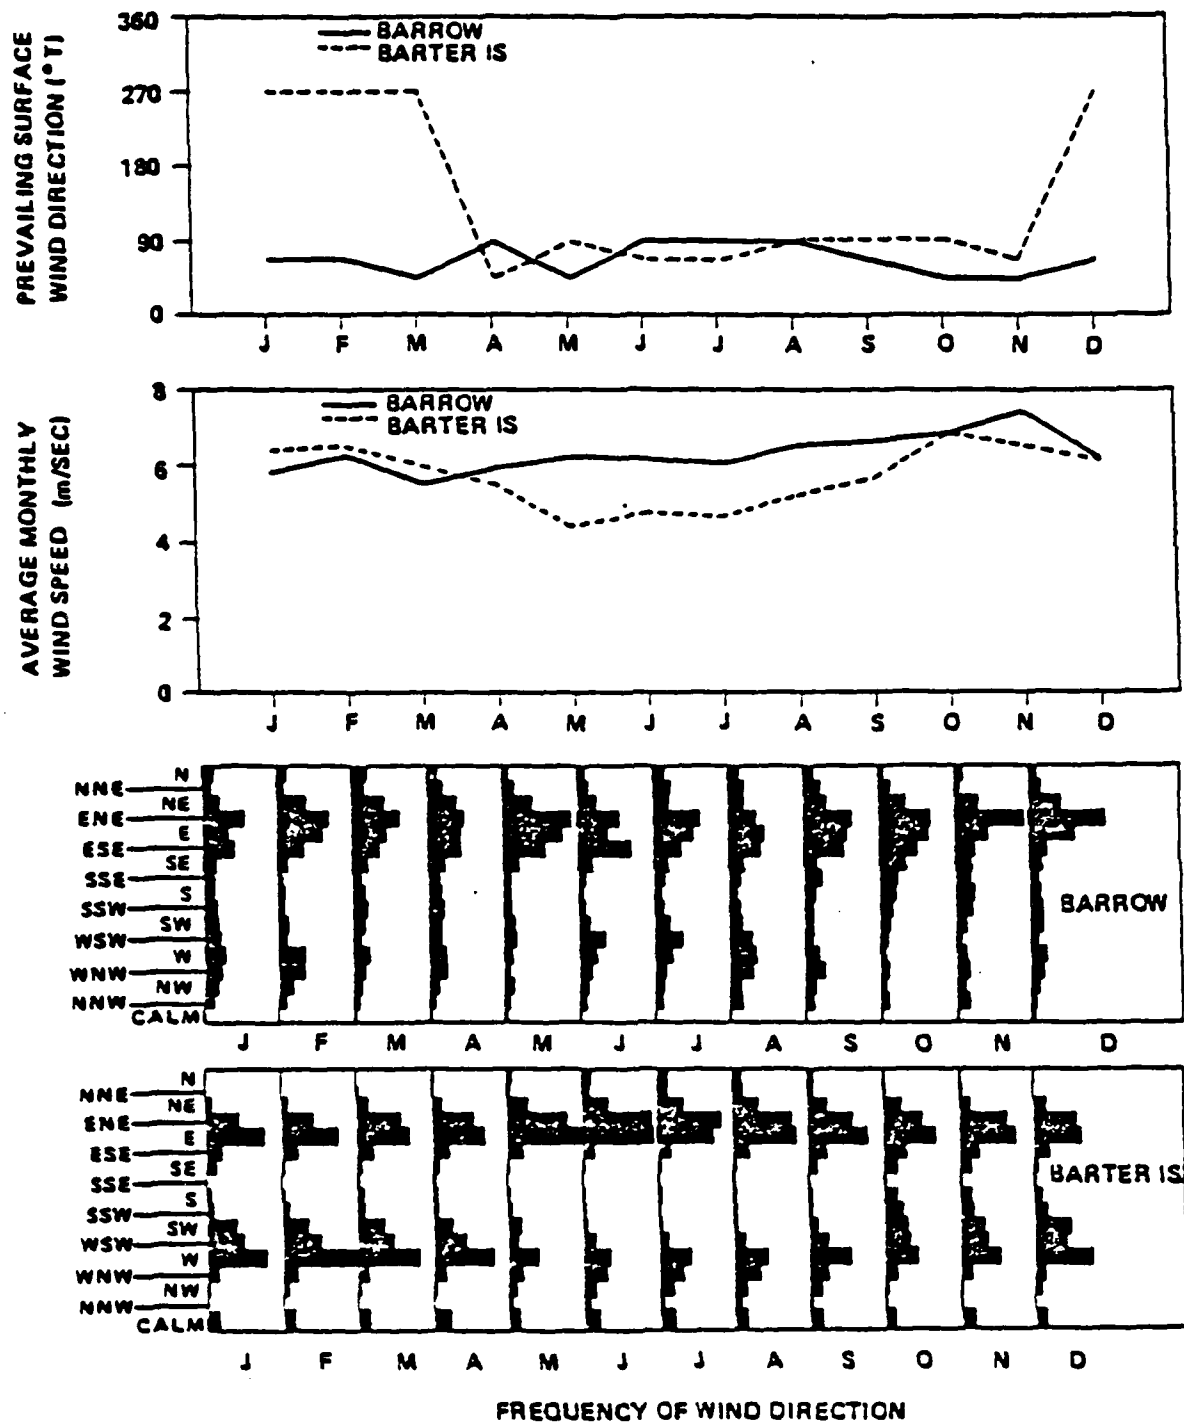 PREVAILING SURFACE
WIND DIRECTION (°T)
360
270
180
90
0
BARROW
BARTER IS
J F M A M J J A S O N D
AVERAGE MONTHLY
WIND SPEED (m/SEC)
8
6
4
2
0
BARROW
BARTER IS
J F M A M J J A S O N D
N
NNE
NE
ENE
E
ESE
SE
SSE
S
SSW
SW
WSW
W
WNW
NW
NNW
CALM
BARROW
J F M A M J J A S O N D
N
NNE
NE
ENE
E
ESE
SE
SSE
S
SSW
SW
WSW
W
WNW
NW
NNW
CALM
BARTER IS
J F M A M J J A S O N D
FREQUENCY OF WIND DIRECTION